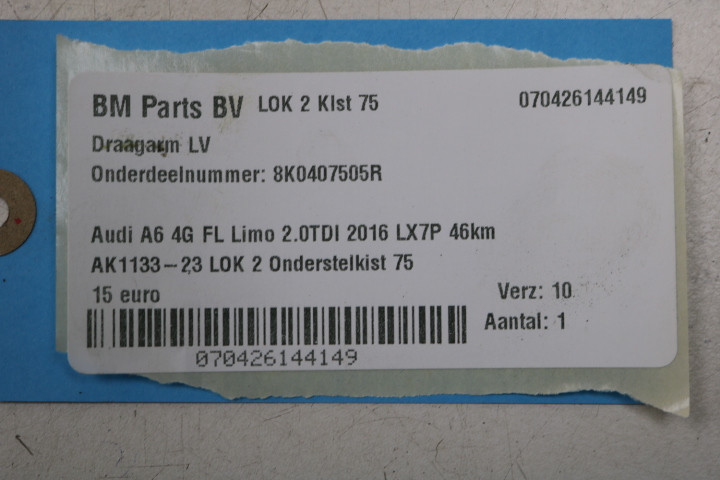 BM Parts BV LOK 2 Klst 75 070426144149
Draagarm LV
Onderdeelnummer: 8K0407505R
Audi A6 4G FL Limo 2.0TDI 2016 LX7P 46km
AK1133-23 LOK 2 Onderstelkist 75
15 euro Verz: 10
Aantal: 1
070426144149